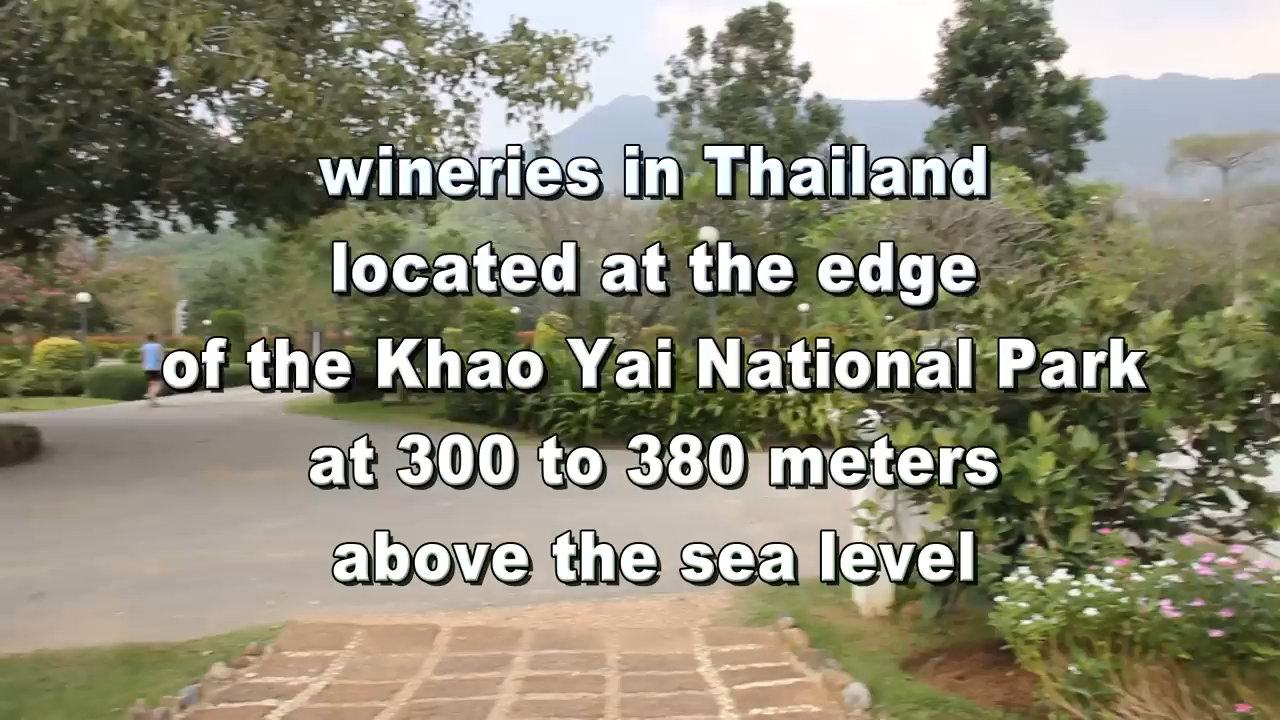 wineries in Thailand
located at the edge
of the Khao Yai National Park
at 300 to 380 meters
above the sea level